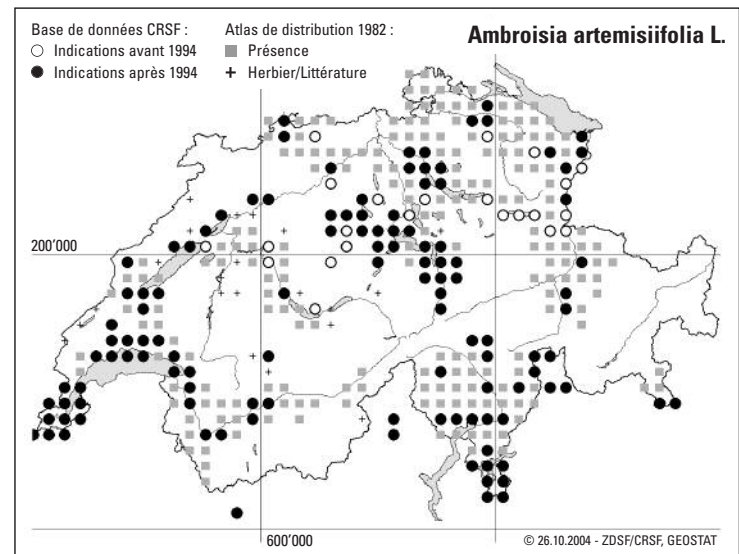 Ambroisia artemisiifolia L.
Base de données CRSF :
○ Indications avant 1994
● Indications après 1994
Atlas de distribution 1982 :
■ Présence
+ Herbier/Littérature
200'000
600'000
© 26.10.2004 - ZDSF/CRSF, GEOSTAT